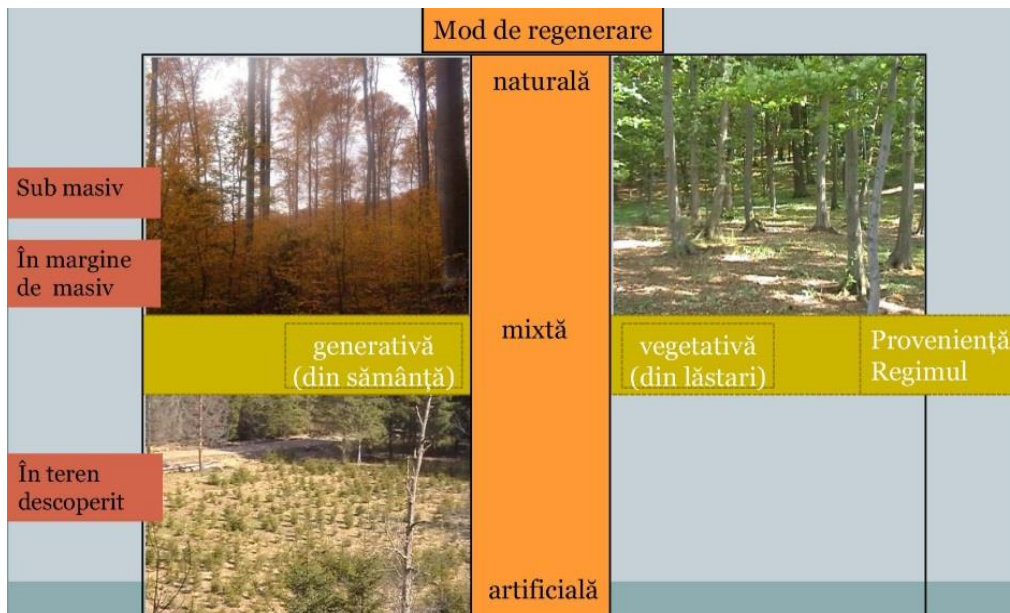 Mod de regenerare
naturală
Sub masiv
În margine
de masiv
mixtă
generativă
(din sămânță)
vegetativă
(din lăstari)
Proveniență
Regimul
În teren
descoperit
artificială